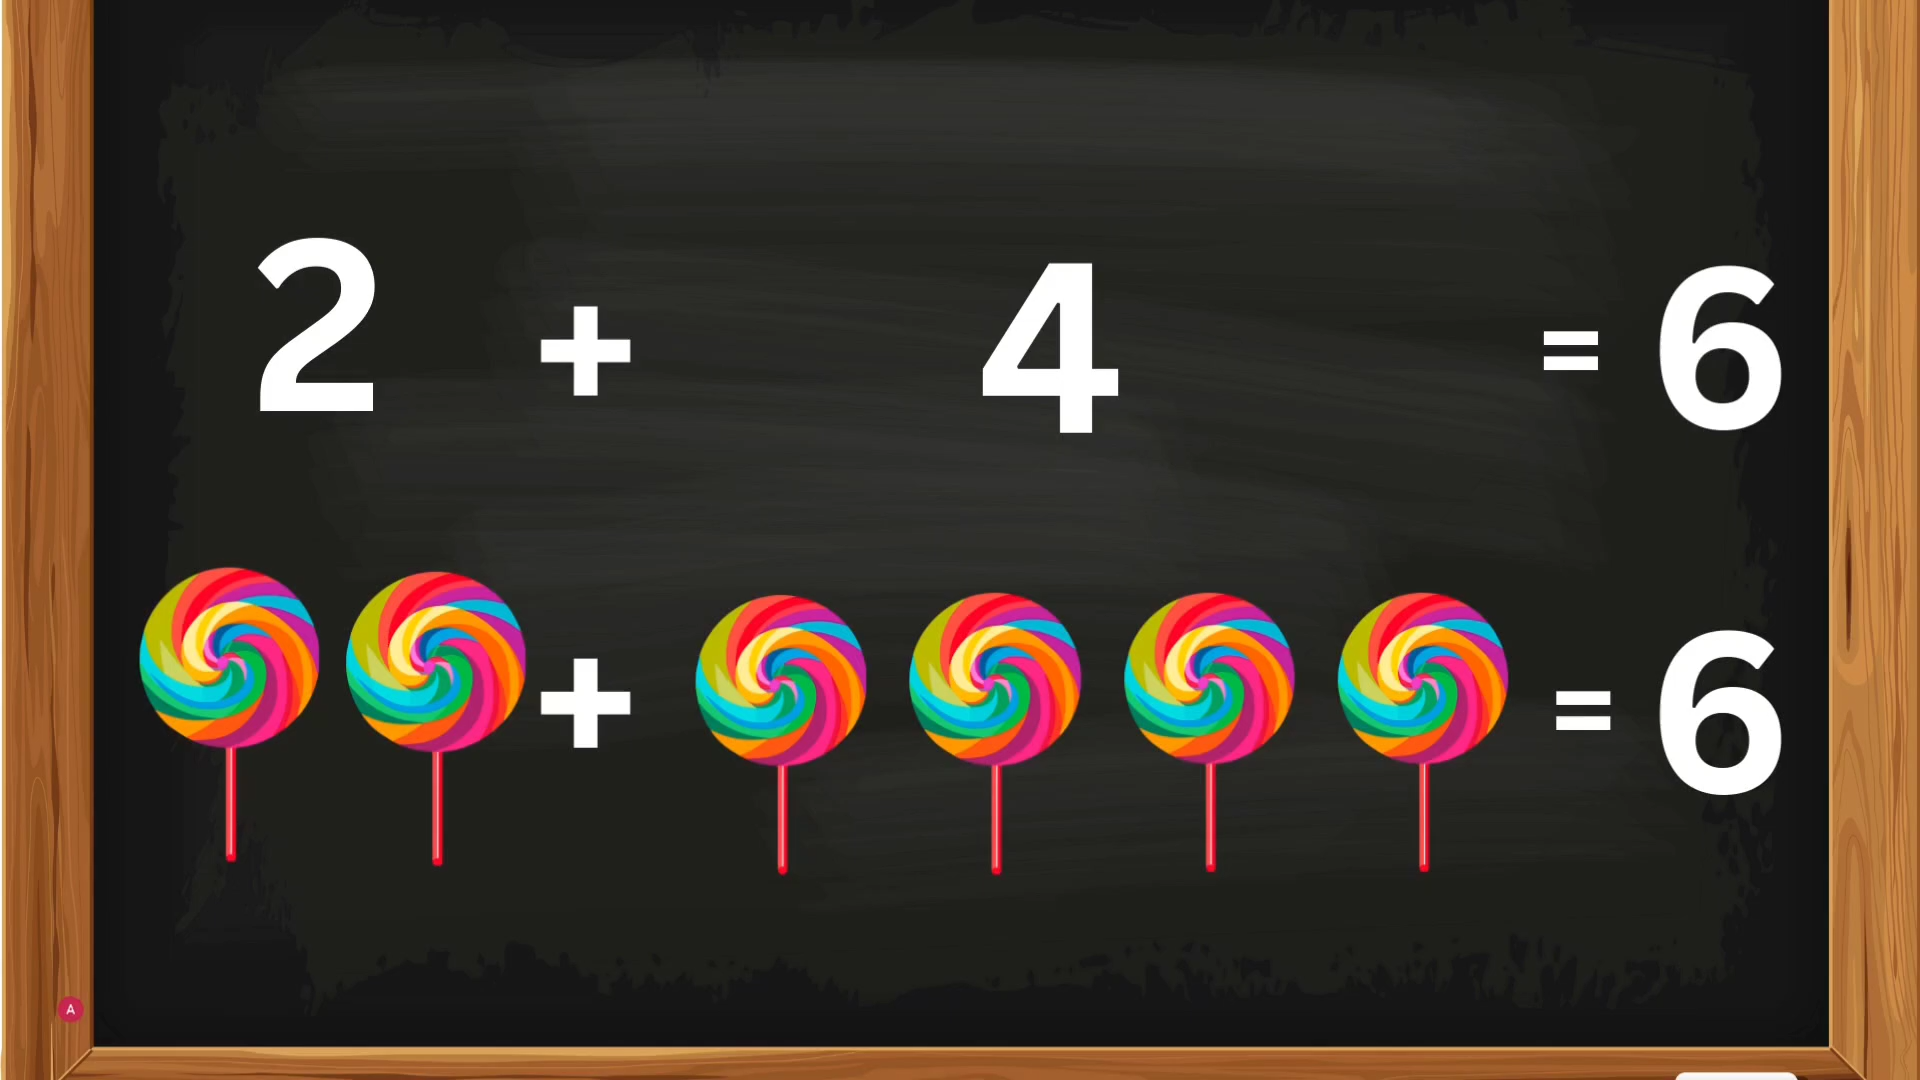 2 + 4 = 6
+ = 6
A